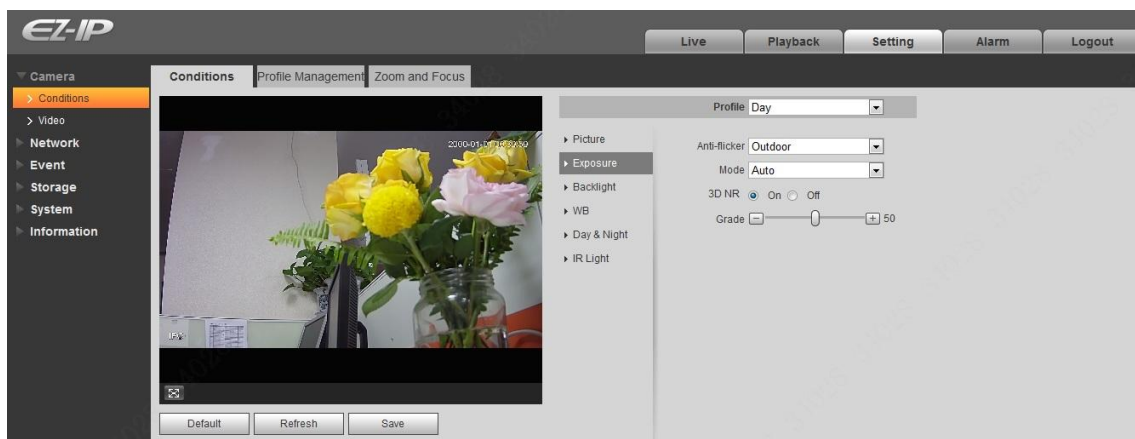 EZ-IP
Live
Playback
Setting
Alarm
Logout
Camera
Conditions
Video
Network
Event
Storage
System
Information
Conditions
Profile Management
Zoom and Focus
IPC
Default
Refresh
Save
Profile
Day
Picture
Exposure
Backlight
WB
Day & Night
IR Light
Anti-flicker
Outdoor
Mode
Auto
3D NR
On
Off
Grade
50